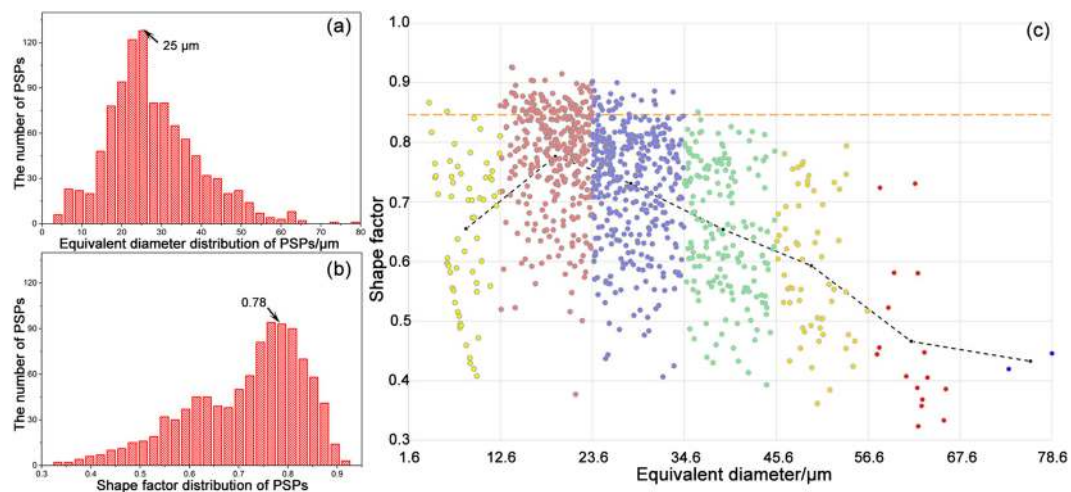 (a)
25 µm
The number of PSPs
120
90
60
30
0
0 10 20 30 40 50 60 70 80
Equivalent diameter distribution of PSPs/µm
(b)
0.78
The number of PSPs
120
90
60
30
0
0.3 0.4 0.5 0.6 0.7 0.8 0.9
Shape factor distribution of PSPs
(c)
Shape factor
1.0
0.9
0.8
0.7
0.6
0.5
0.4
0.3
1.6 12.6 23.6 34.6 45.6 56.6 67.6 78.6
Equivalent diameter/µm